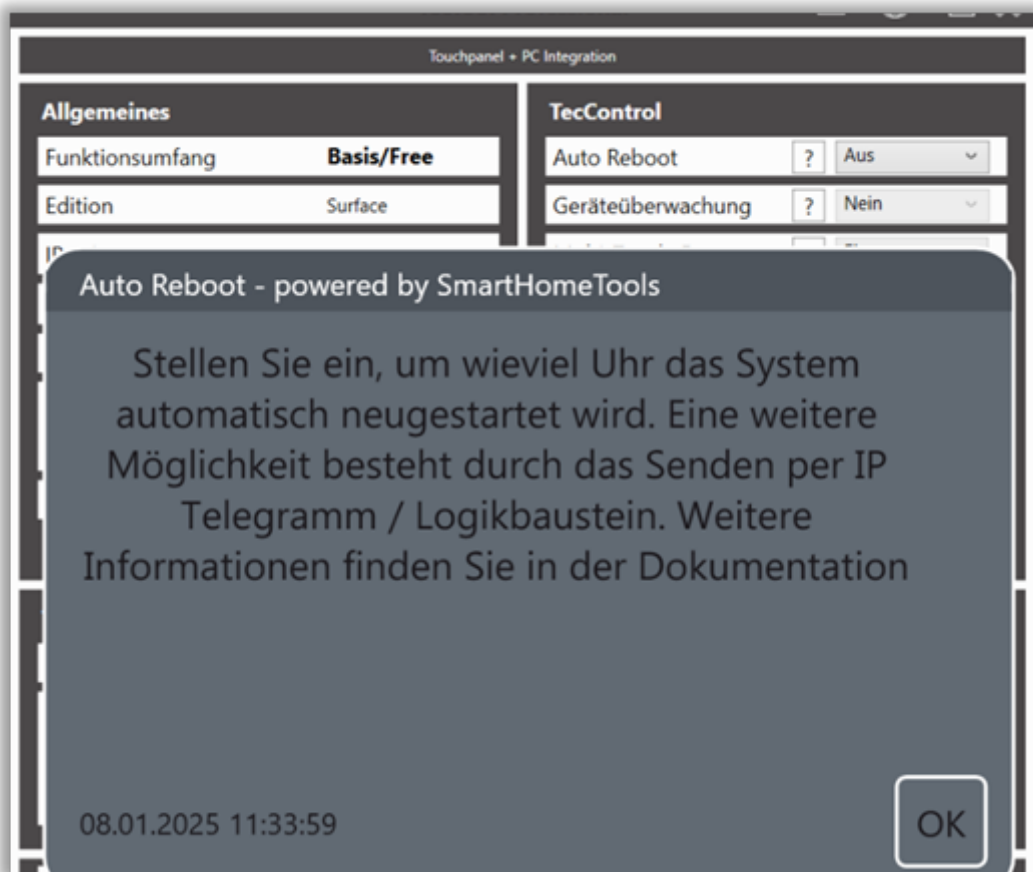 Touchpanel + PC Integration
Allgemeines
Funktionsumfang Basis/Free
Edition Surface
TecControl
Auto Reboot ? Aus
Geräteüberwachung ? Nein
Auto Reboot - powered by SmartHomeTools
Stellen Sie ein, um wieviel Uhr das System
automatisch neugestartet wird. Eine weitere
Möglichkeit besteht durch das Senden per IP
Telegramm / Logikbaustein. Weitere
Informationen finden Sie in der Dokumentation
08.01.2025 11:33:59
OK